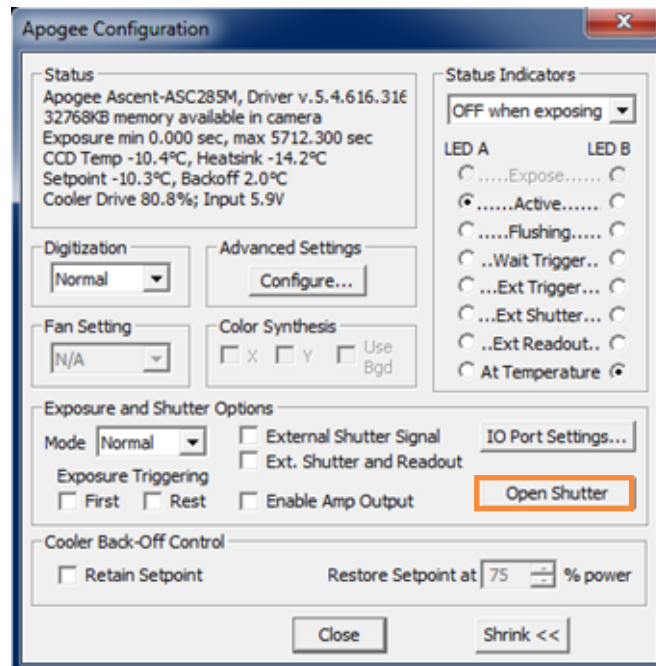 Apogee Configuration
Status
Apogee Ascent-ASC285M, Driver v.5.4.616.316
32768KB memory available in camera
Exposure min 0.000 sec, max 5712.300 sec
CCD Temp -10.4°C, Heatsink -14.2°C
Setpoint -10.3°C, Backoff 2.0°C
Cooler Drive 80.8%; Input 5.9V
Status Indicators
OFF when exposing
LED A LED B
.....Expose......
......Active.......
.....Flushing.....
..Wait Trigger..
...Ext Trigger...
...Ext Shutter...
..Ext Readout..
At Temperature
Digitization
Normal
Advanced Settings
Configure...
Fan Setting
N/A
Color Synthesis
X Y Use Bgd
Exposure and Shutter Options
Mode Normal
External Shutter Signal
IO Port Settings...
Ext. Shutter and Readout
Exposure Triggering
First Rest
Enable Amp Output
Open Shutter
Cooler Back-Off Control
Retain Setpoint
Restore Setpoint at 75 % power
Close
Shrink <<